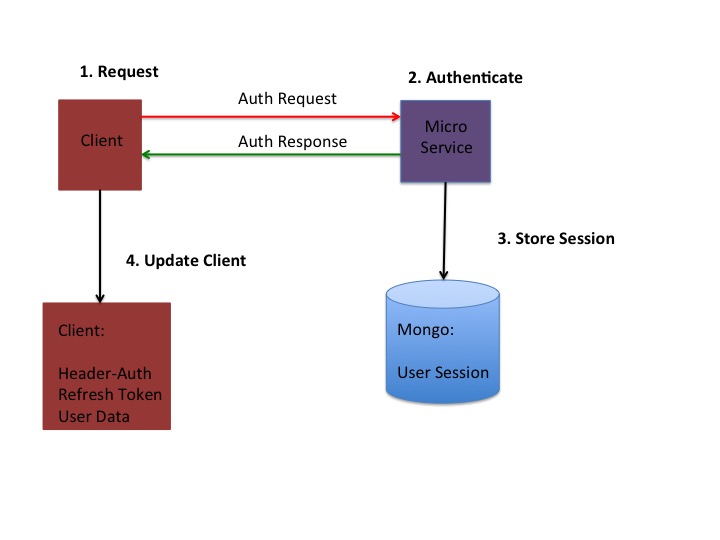 1. Request
2. Authenticate
Auth Request
Client
Micro
Service
Auth Response
3. Store Session
4. Update Client
Client:
Header-Auth
Refresh Token
User Data
Mongo:
User Session